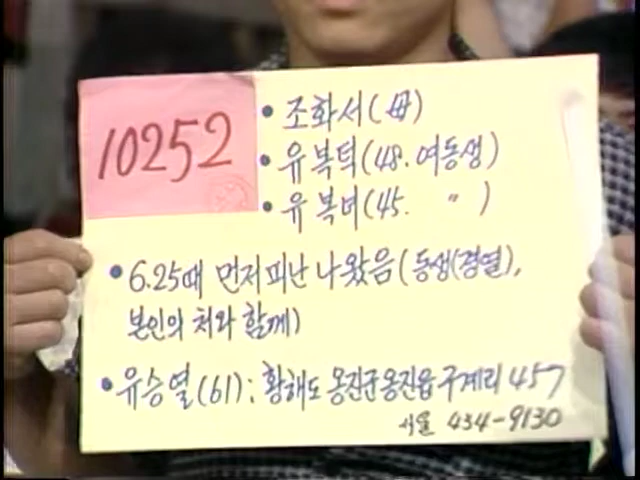 10252
• 조화서(母)
• 유복덕(48. 여동생)
• 유복녀(45. 〃 )
• 6.25때 먼저 피난 나왔음(동생(경열),
본인의 처와 함께)
• 유승열(61): 황해도 옹진군 옹진읍 구계리 457
서울 434-9130